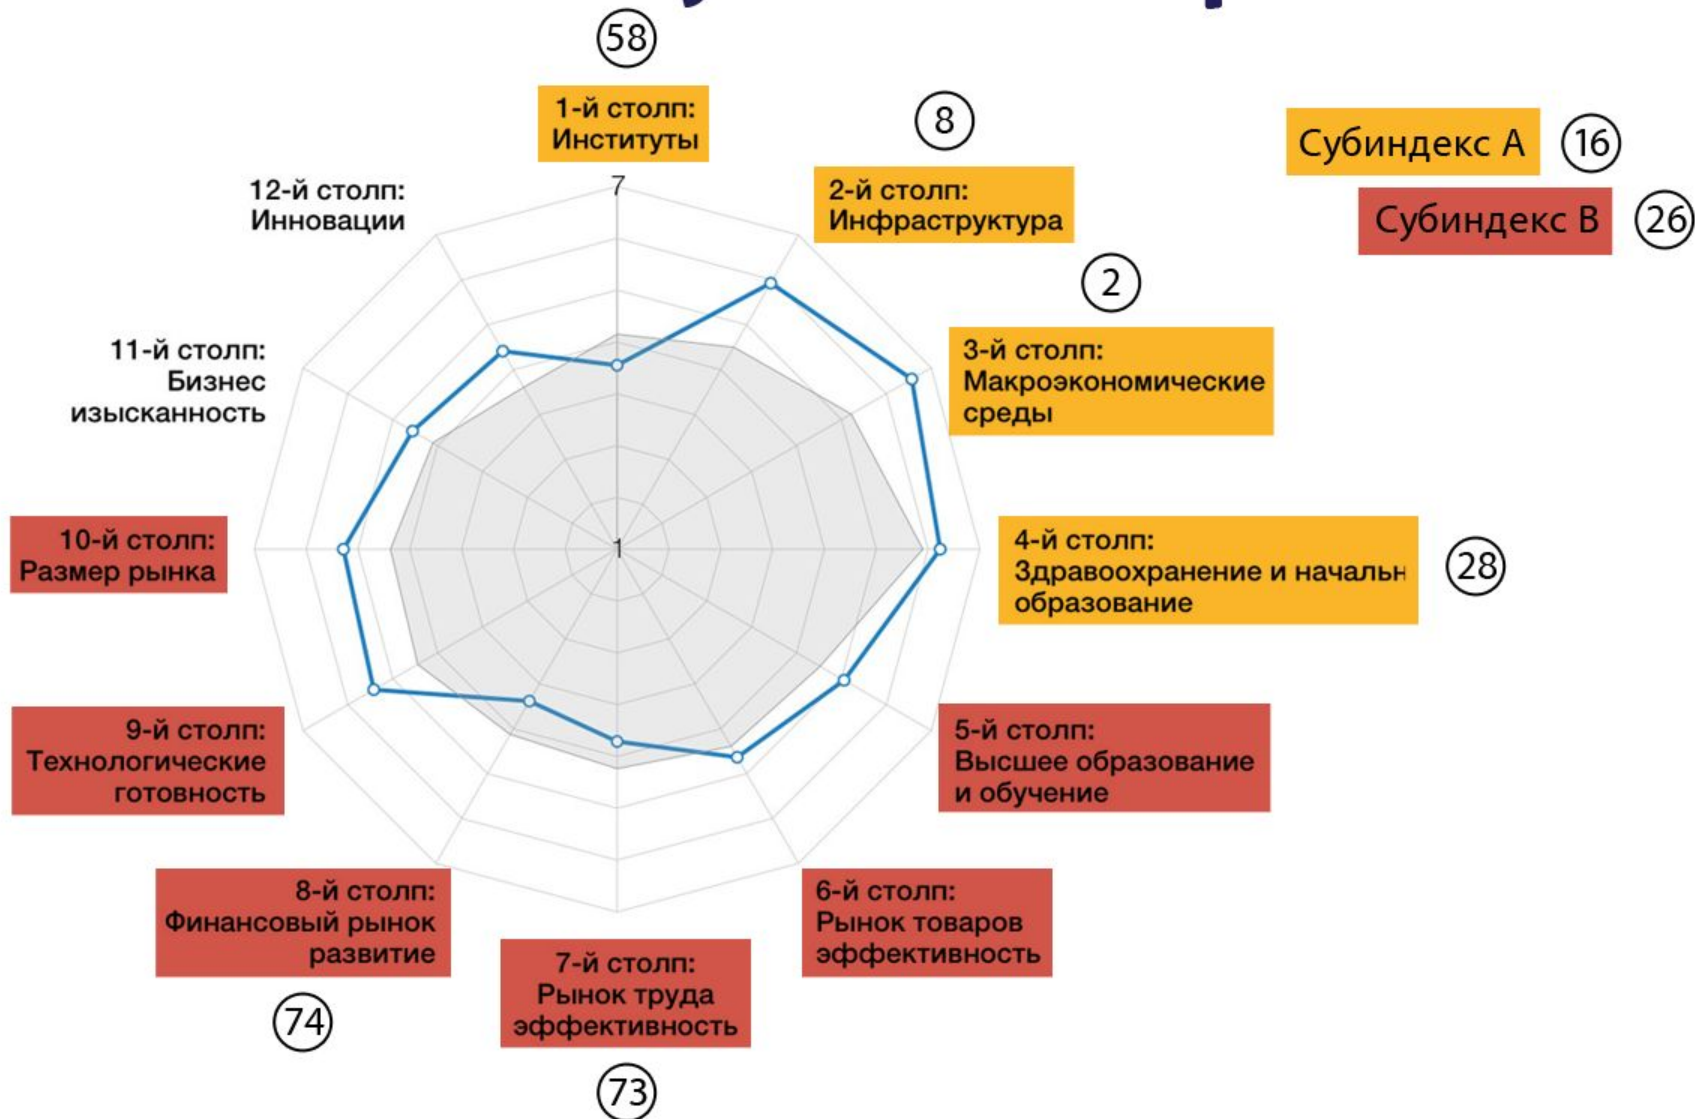 58
1-й столп:
Институты
8
2-й столп:
Инфраструктура
Субиндекс А
16
Субиндекс В
26
2
3-й столп:
Макроэкономические
среды
4-й столп:
Здравоохранение и начальн
образование
28
5-й столп:
Высшее образование
и обучение
6-й столп:
Рынок товаров
эффективность
7-й столп:
Рынок труда
эффективность
73
8-й столп:
Финансовый рынок
развитие
74
9-й столп:
Технологические
готовность
10-й столп:
Размер рынка
11-й столп:
Бизнес
изысканность
12-й столп:
Инновации
7
1